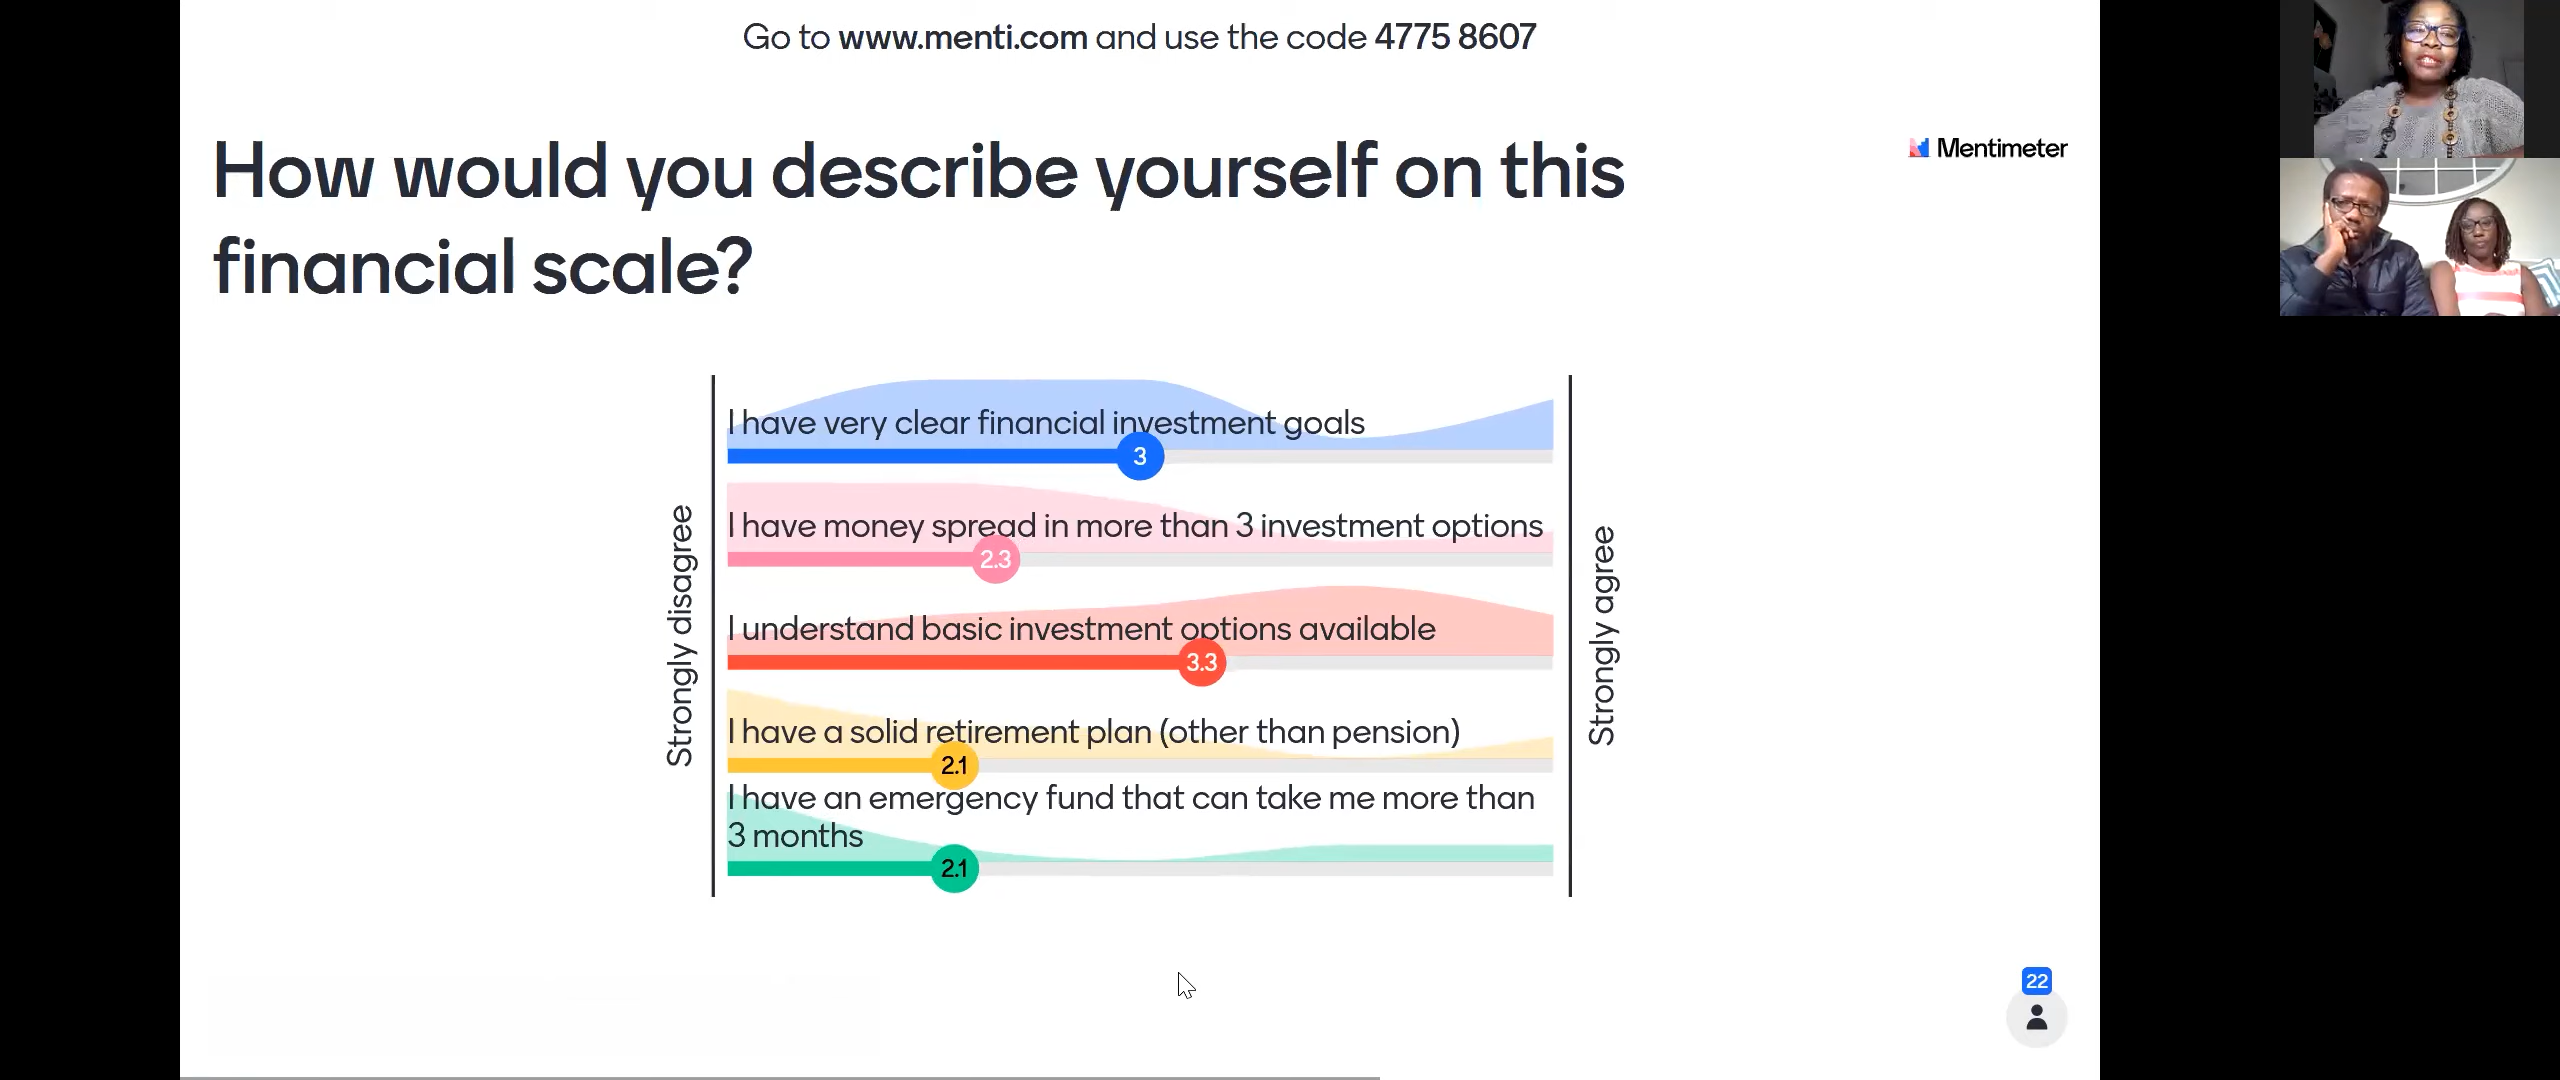 Go to www.menti.com and use the code 4775 8607
How would you describe yourself on this
financial scale?
Mentimeter
Strongly disagree
I have very clear financial investment goals
3
I have money spread in more than 3 investment options
2.3
I understand basic investment options available
3.3
I have a solid retirement plan (other than pension)
2.1
I have an emergency fund that can take me more than
3 months
2.1
Strongly agree
22